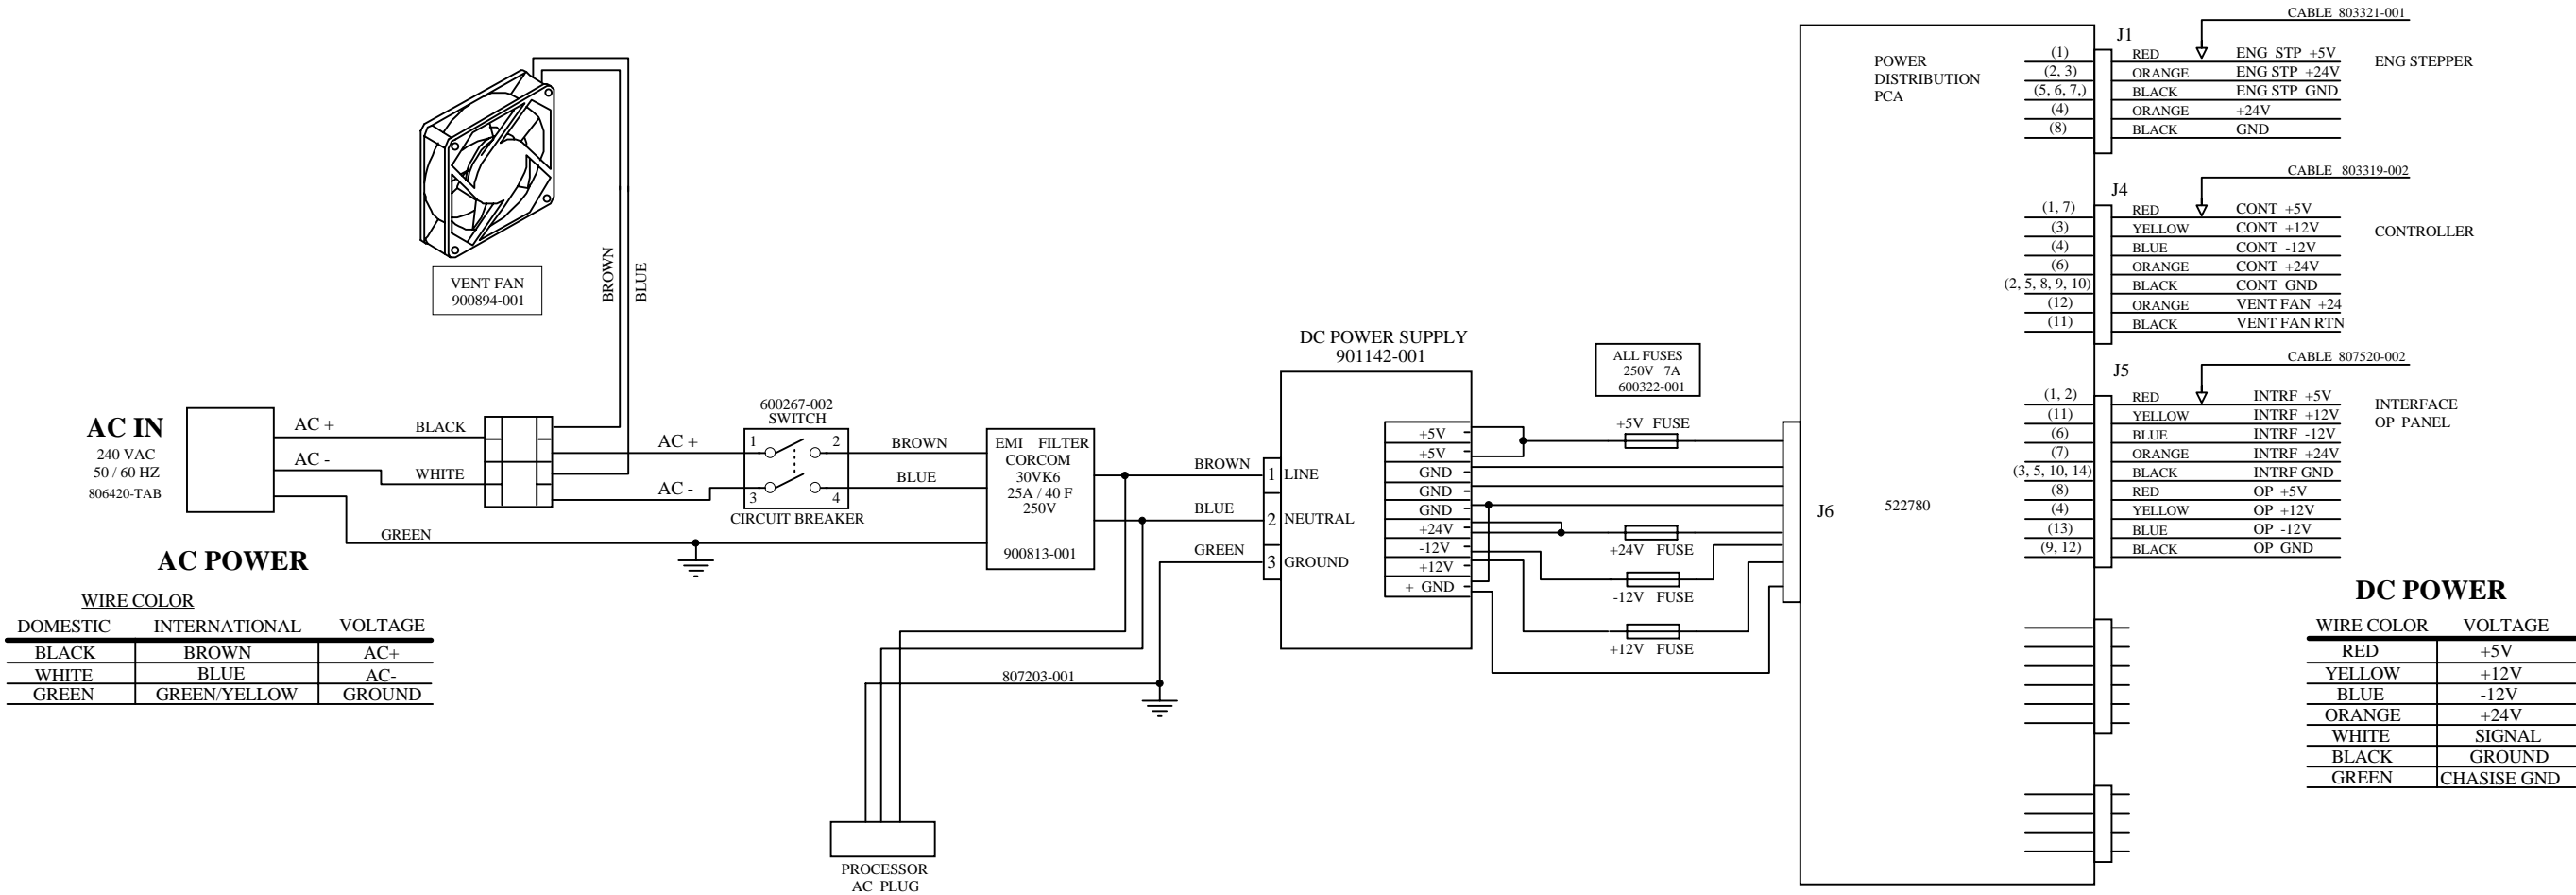 VENT FAN
900894-001
BROWN
BLUE
AC IN
240 VAC
50 / 60 HZ
806420-TAB
AC +
BLACK
AC -
WHITE
GREEN
AC +
AC -
600267-002
SWITCH
1
2
3
4
CIRCUIT BREAKER
BROWN
BLUE
EMI FILTER
CORCOM
30VK6
25A / 40 F
250V
900813-001
AC POWER
WIRE COLOR
DOMESTIC INTERNATIONAL VOLTAGE
BLACK BROWN AC+
WHITE BLUE AC-
GREEN GREEN/YELLOW GROUND
807203-001
PROCESSOR
AC PLUG
BROWN
BLUE
GREEN
DC POWER SUPPLY
901142-001
1 LINE
2 NEUTRAL
3 GROUND
+5V
+5V
GND
GND
GND
+24V
-12V
+12V
+ GND
ALL FUSES
250V 7A
600322-001
+5V FUSE
+24V FUSE
-12V FUSE
+12V FUSE
J6
522780
POWER
DISTRIBUTION
PCA
CABLE 803321-001
J1
(1) RED ENG STP +5V
(2, 3) ORANGE ENG STP +24V
(5, 6, 7,) BLACK ENG STP GND
(4) ORANGE +24V
(8) BLACK GND
ENG STEPPER
CABLE 803319-002
J4
(1, 7) RED CONT +5V
(3) YELLOW CONT +12V
(4) BLUE CONT -12V
(6) ORANGE CONT +24V
(2, 5, 8, 9, 10) BLACK CONT GND
(12) ORANGE VENT FAN +24
(11) BLACK VENT FAN RTN
CONTROLLER
CABLE 807520-002
J5
(1, 2) RED INTRF +5V
(11) YELLOW INTRF +12V
(6) BLUE INTRF -12V
(7) ORANGE INTRF +24V
(3, 5, 10, 14) BLACK INTRF GND
(8) RED OP +5V
(4) YELLOW OP +12V
(13) BLUE OP -12V
(9, 12) BLACK OP GND
INTERFACE
OP PANEL
DC POWER
WIRE COLOR VOLTAGE
RED +5V
YELLOW +12V
BLUE -12V
ORANGE +24V
WHITE SIGNAL
BLACK GROUND
GREEN CHASISE GND